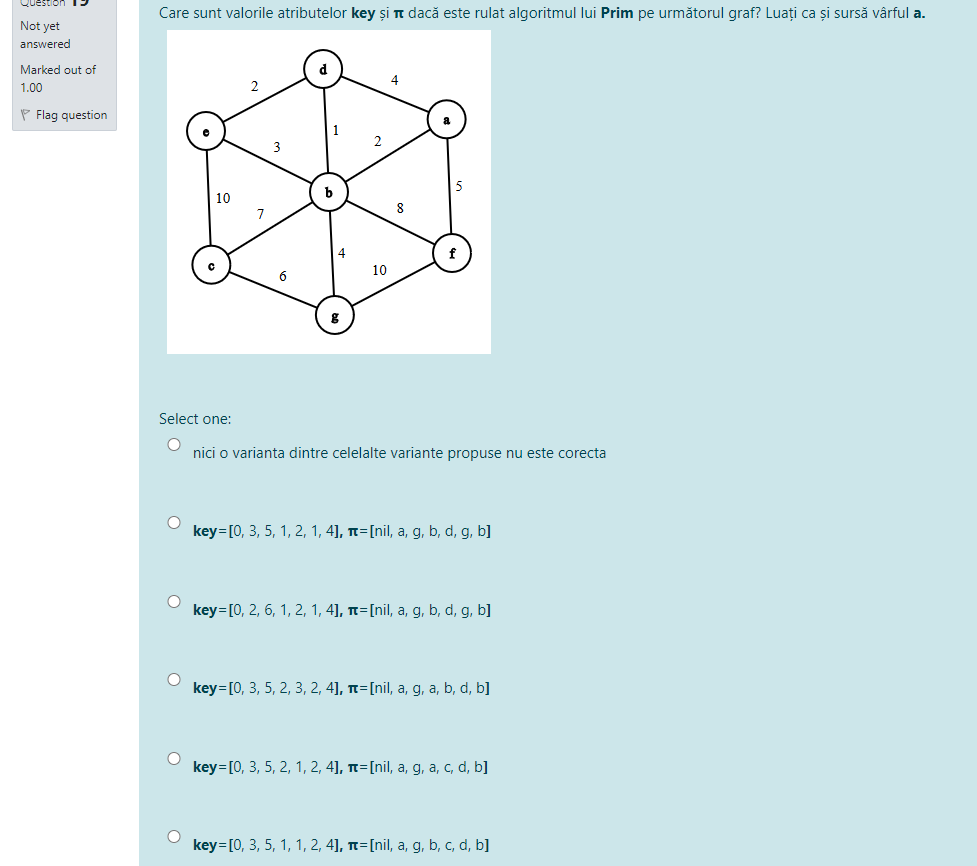 Question 19
Not yet
answered
Marked out of
1.00
Flag question
Care sunt valorile atributelor key și π dacă este rulat algoritmul lui Prim pe următorul graf? Luați ca și sursă vârful a.
d
2
4
a
e
1
2
3
b
5
10
8
7
f
c
4
10
6
g
Select one:
nici o varianta dintre celelalte variante propuse nu este corecta
key=[0, 3, 5, 1, 2, 1, 4], π=[nil, a, g, b, d, g, b]
key=[0, 2, 6, 1, 2, 1, 4], π=[nil, a, g, b, d, g, b]
key=[0, 3, 5, 2, 3, 2, 4], π=[nil, a, g, a, b, d, b]
key=[0, 3, 5, 2, 1, 2, 4], π=[nil, a, g, a, c, d, b]
key=[0, 3, 5, 1, 1, 2, 4], π=[nil, a, g, b, c, d, b]